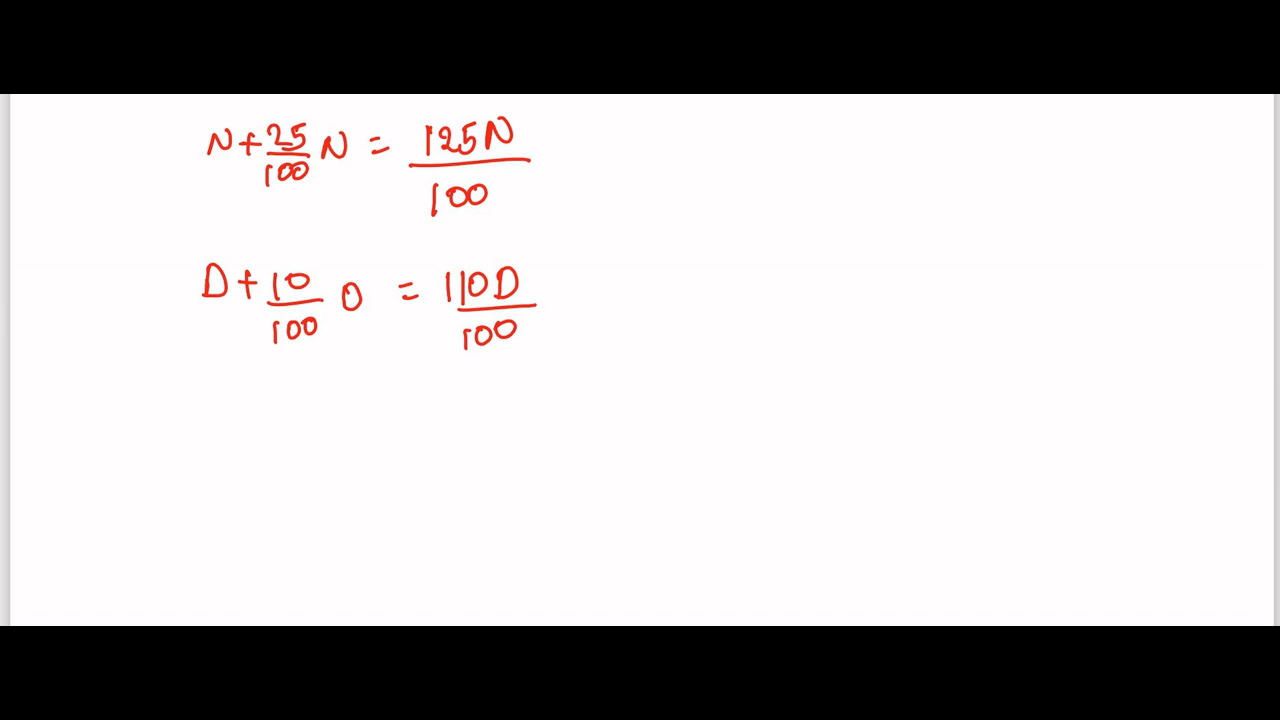 N + 25/100 N = 125N/100
D + 10/100 D = 110D/100